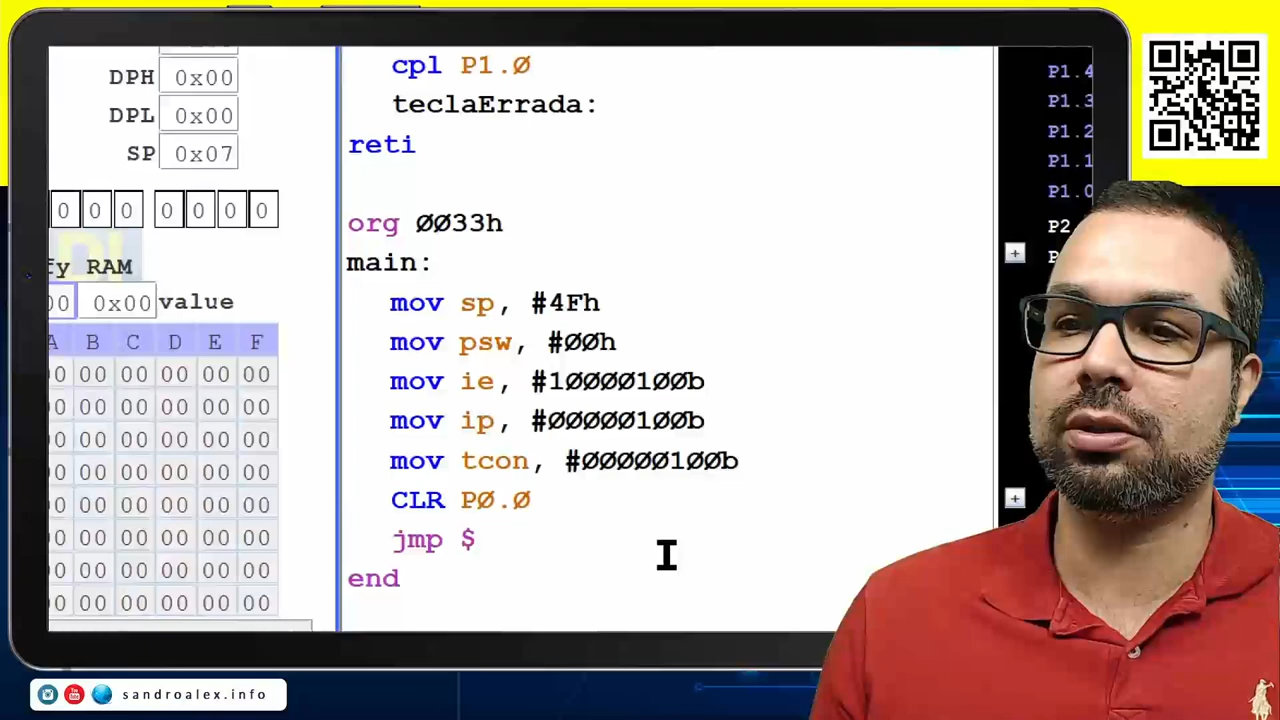 DPH 0x00
DPL 0x00
SP 0x07
0 0 0 0 0 0 0
fy RAM
00 0x00 value
A B C D E F
00 00 00 00 00 00
00 00 00 00 00 00
00 00 00 00 00 00
00 00 00 00 00 00
00 00 00 00 00 00
00 00 00 00 00 00
00 00 00 00 00 00
00 00 00 00 00 00
cpl P1.0
teclaErrada:
reti
org 0033h
main:
mov sp, #4Fh
mov psw, #00h
mov ie, #10000100b
mov ip, #00000100b
mov tcon, #00000100b
CLR P0.0
jmp $
end
P1.4
P1.3
P1.2
P1.1
P1.0
P2.
+
+
sandroalex.info